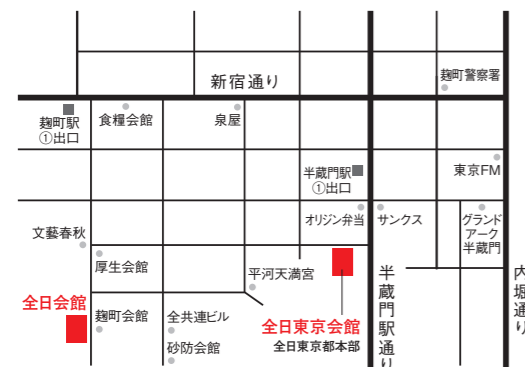 新宿通り
麹町警察署
麹町駅
①出口
食糧会館
泉屋
半蔵門駅
①出口
東京FM
オリジン弁当
サンクス
グランド
アーク
半蔵門
文藝春秋
厚生会館
平河天満宮
半蔵門駅通り
内堀通り
全日会館
麹町会館
全共連ビル
砂防会館
全日東京会館
全日東京都本部